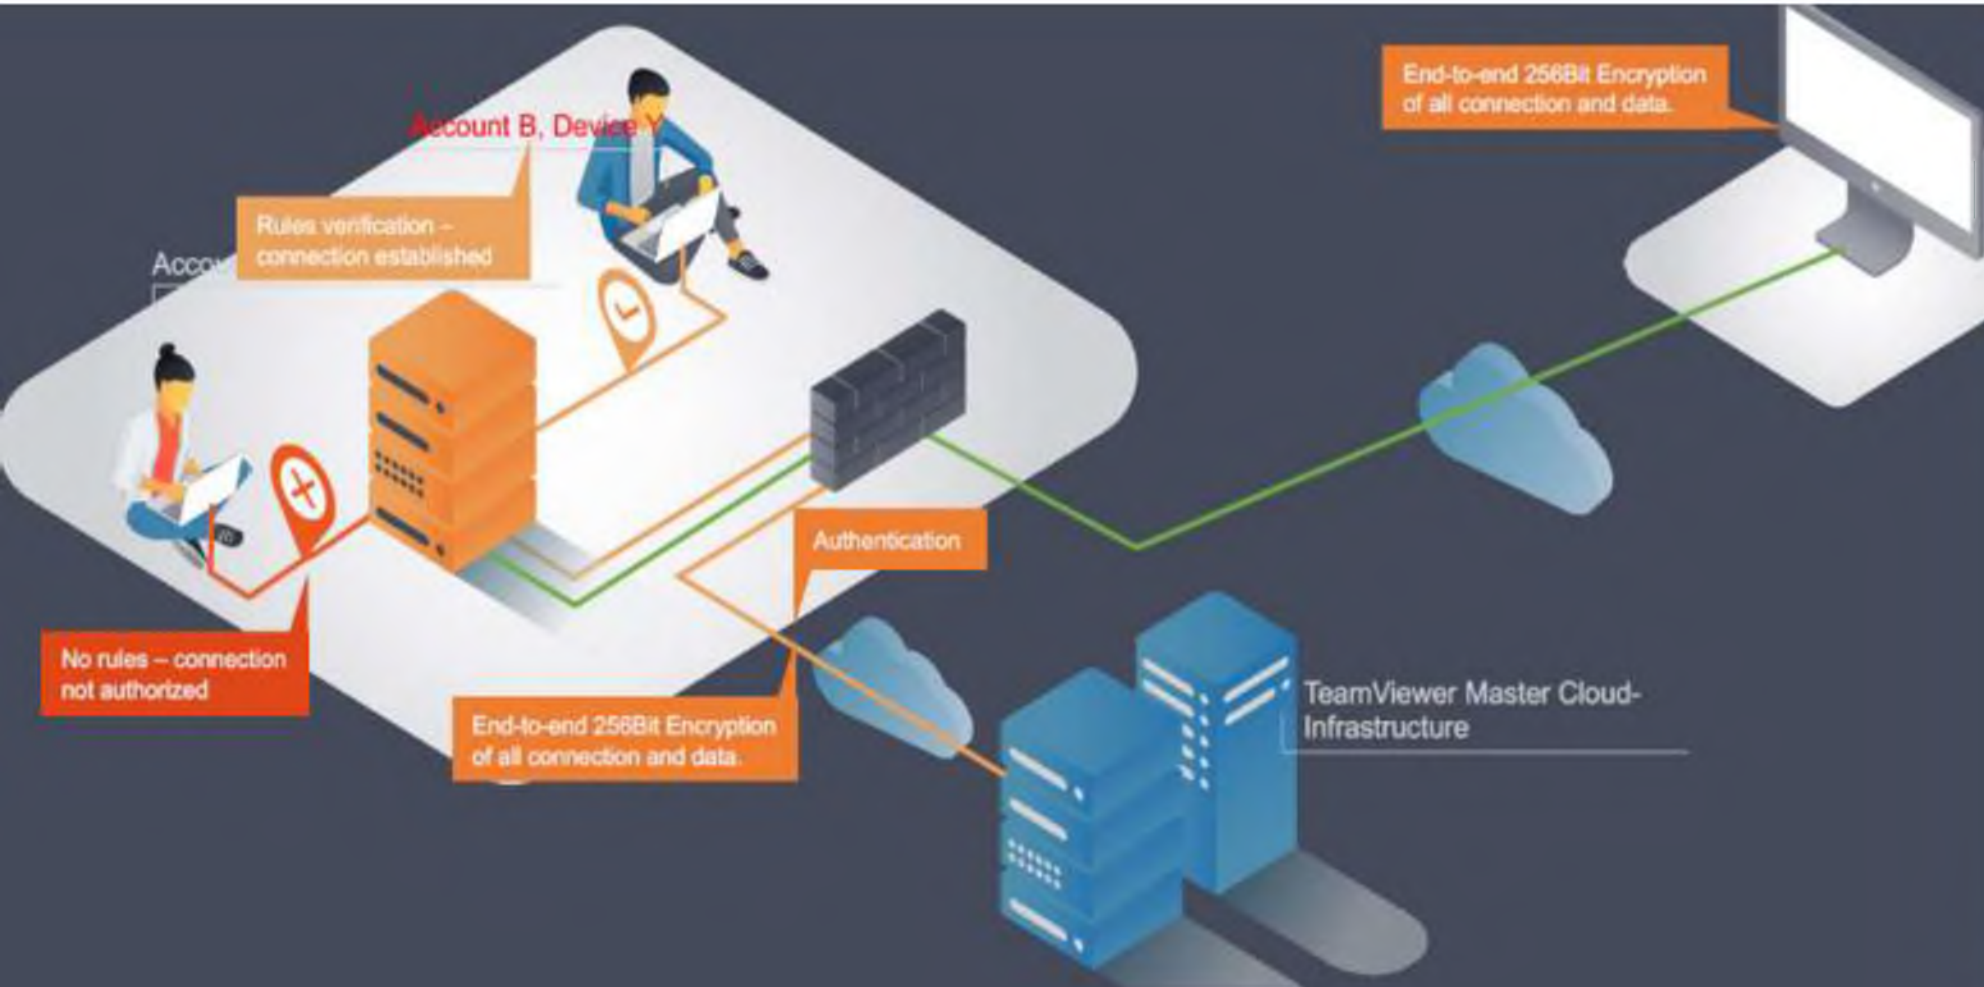 End-to-end 256Bit Encryption
of all connection and data.
Account B, Device Y
Rules verification –
connection established
Authentication
No rules – connection
not authorized
End-to-end 256Bit Encryption
of all connection and data.
TeamViewer Master Cloud-
Infrastructure